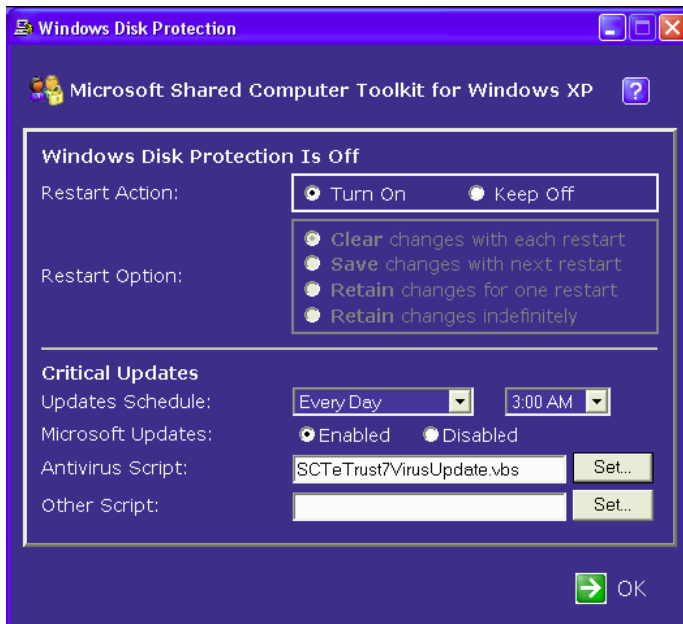 Windows Disk Protection
Microsoft Shared Computer Toolkit for Windows XP ?
Windows Disk Protection Is Off
Restart Action: Turn On Keep Off
Restart Option:
Clear changes with each restart
Save changes with next restart
Retain changes for one restart
Retain changes indefinitely
Critical Updates
Updates Schedule: Every Day 3:00 AM
Microsoft Updates: Enabled Disabled
Antivirus Script: SCTeTrust7VirusUpdate.vbs Set...
Other Script: Set...
OK